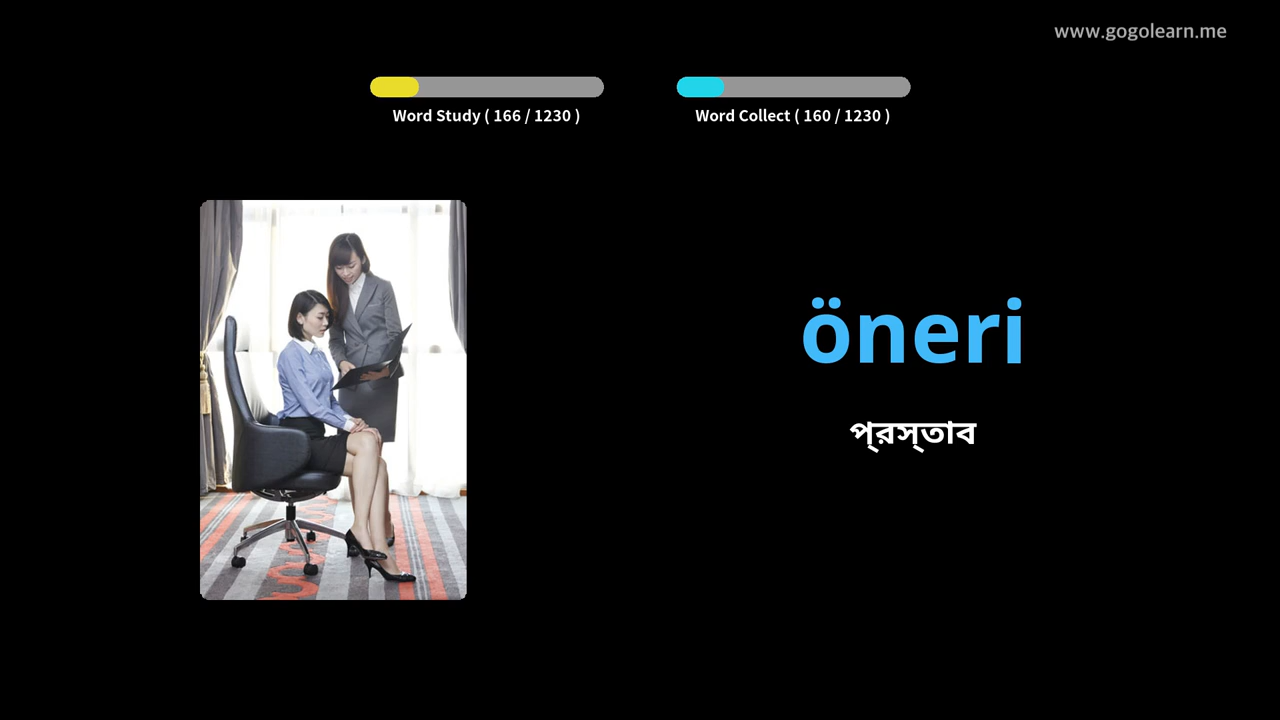 www.gogolearn.me
Word Study ( 166 / 1230 )
Word Collect ( 160 / 1230 )
öneri
প্রস্তাব